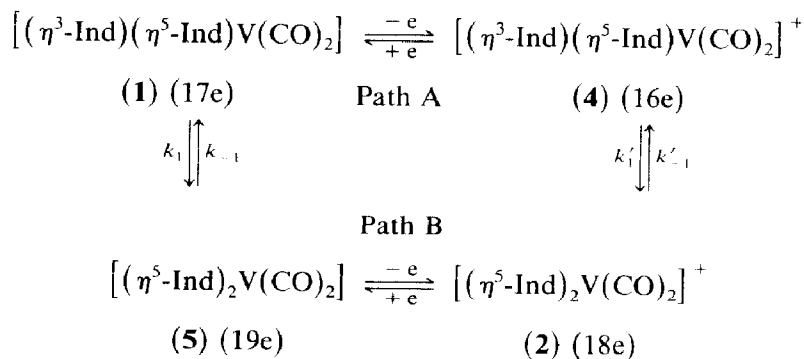 [(η³-Ind)(η⁵-Ind)V(CO)₂] − e + e [(η³-Ind)(η⁵-Ind)V(CO)₂]⁺
(1) (17e) Path A (4) (16e)
k₁ k₋₁ k′₁ k′₋₁
Path B
[(η⁵-Ind)₂V(CO)₂] − e + e [(η⁵-Ind)₂V(CO)₂]⁺
(5) (19e) (2) (18e)